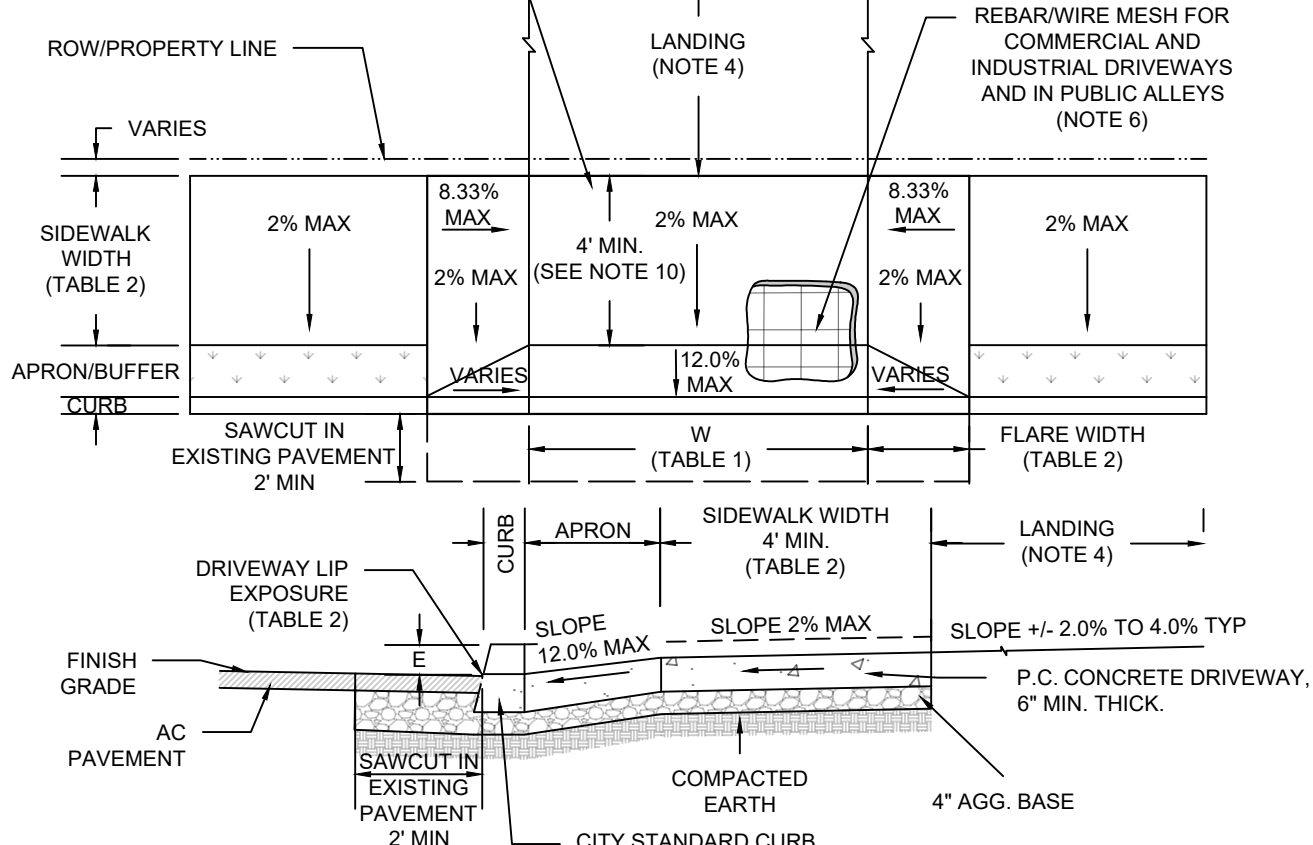 ROW/PROPERTY LINE
LANDING
(NOTE 4)
REBAR/WIRE MESH FOR
COMMERCIAL AND
INDUSTRIAL DRIVEWAYS
AND IN PUBLIC ALLEYS
(NOTE 6)
VARIES
SIDEWALK
WIDTH
(TABLE 2)
2% MAX
8.33%
MAX
2% MAX
4' MIN.
(SEE NOTE 10)
2% MAX
8.33%
MAX
2% MAX
2% MAX
APRON/BUFFER
VARIES
12.0%
MAX
VARIES
CURB
SAWCUT IN
EXISTING PAVEMENT
2' MIN
W
(TABLE 1)
FLARE WIDTH
(TABLE 2)
CURB
APRON
SIDEWALK WIDTH
4' MIN.
(TABLE 2)
LANDING
(NOTE 4)
DRIVEWAY LIP
EXPOSURE
(TABLE 2)
E
SLOPE
12.0% MAX
SLOPE 2% MAX
SLOPE +/- 2.0% TO 4.0% TYP
FINISH
GRADE
AC
PAVEMENT
P.C. CONCRETE DRIVEWAY,
6" MIN. THICK.
SAWCUT IN
EXISTING
PAVEMENT
2' MIN
COMPACTED
EARTH
4" AGG. BASE
CITY STANDARD CURB